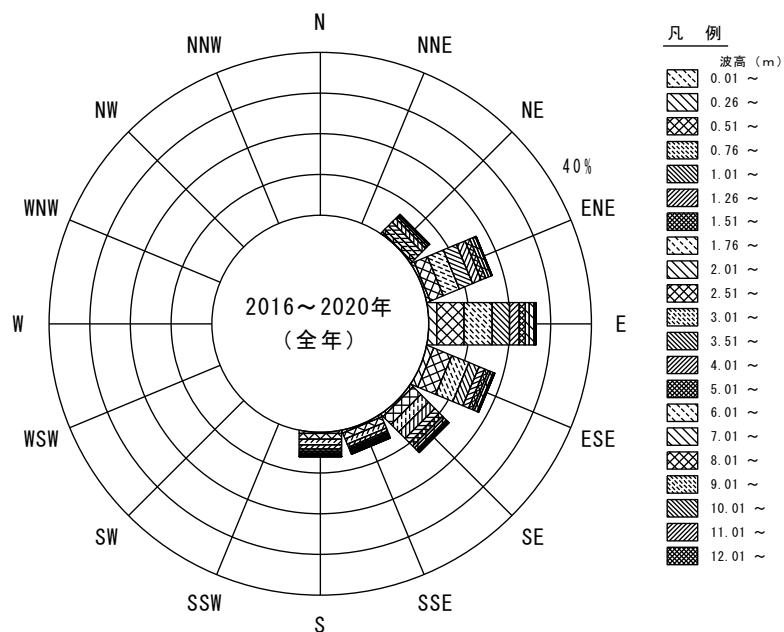 N
NNW
NNE
NW
NE
40%
WNW
ENE
W
E
2016～2020年
(全年)
WSW
ESE
SW
SE
SSW
SSE
S
凡 例
波高(m)
0.01 ～
0.26 ～
0.51 ～
0.76 ～
1.01 ～
1.26 ～
1.51 ～
1.76 ～
2.01 ～
2.51 ～
3.01 ～
3.51 ～
4.01 ～
5.01 ～
6.01 ～
7.01 ～
8.01 ～
9.01 ～
10.01 ～
11.01 ～
12.01 ～